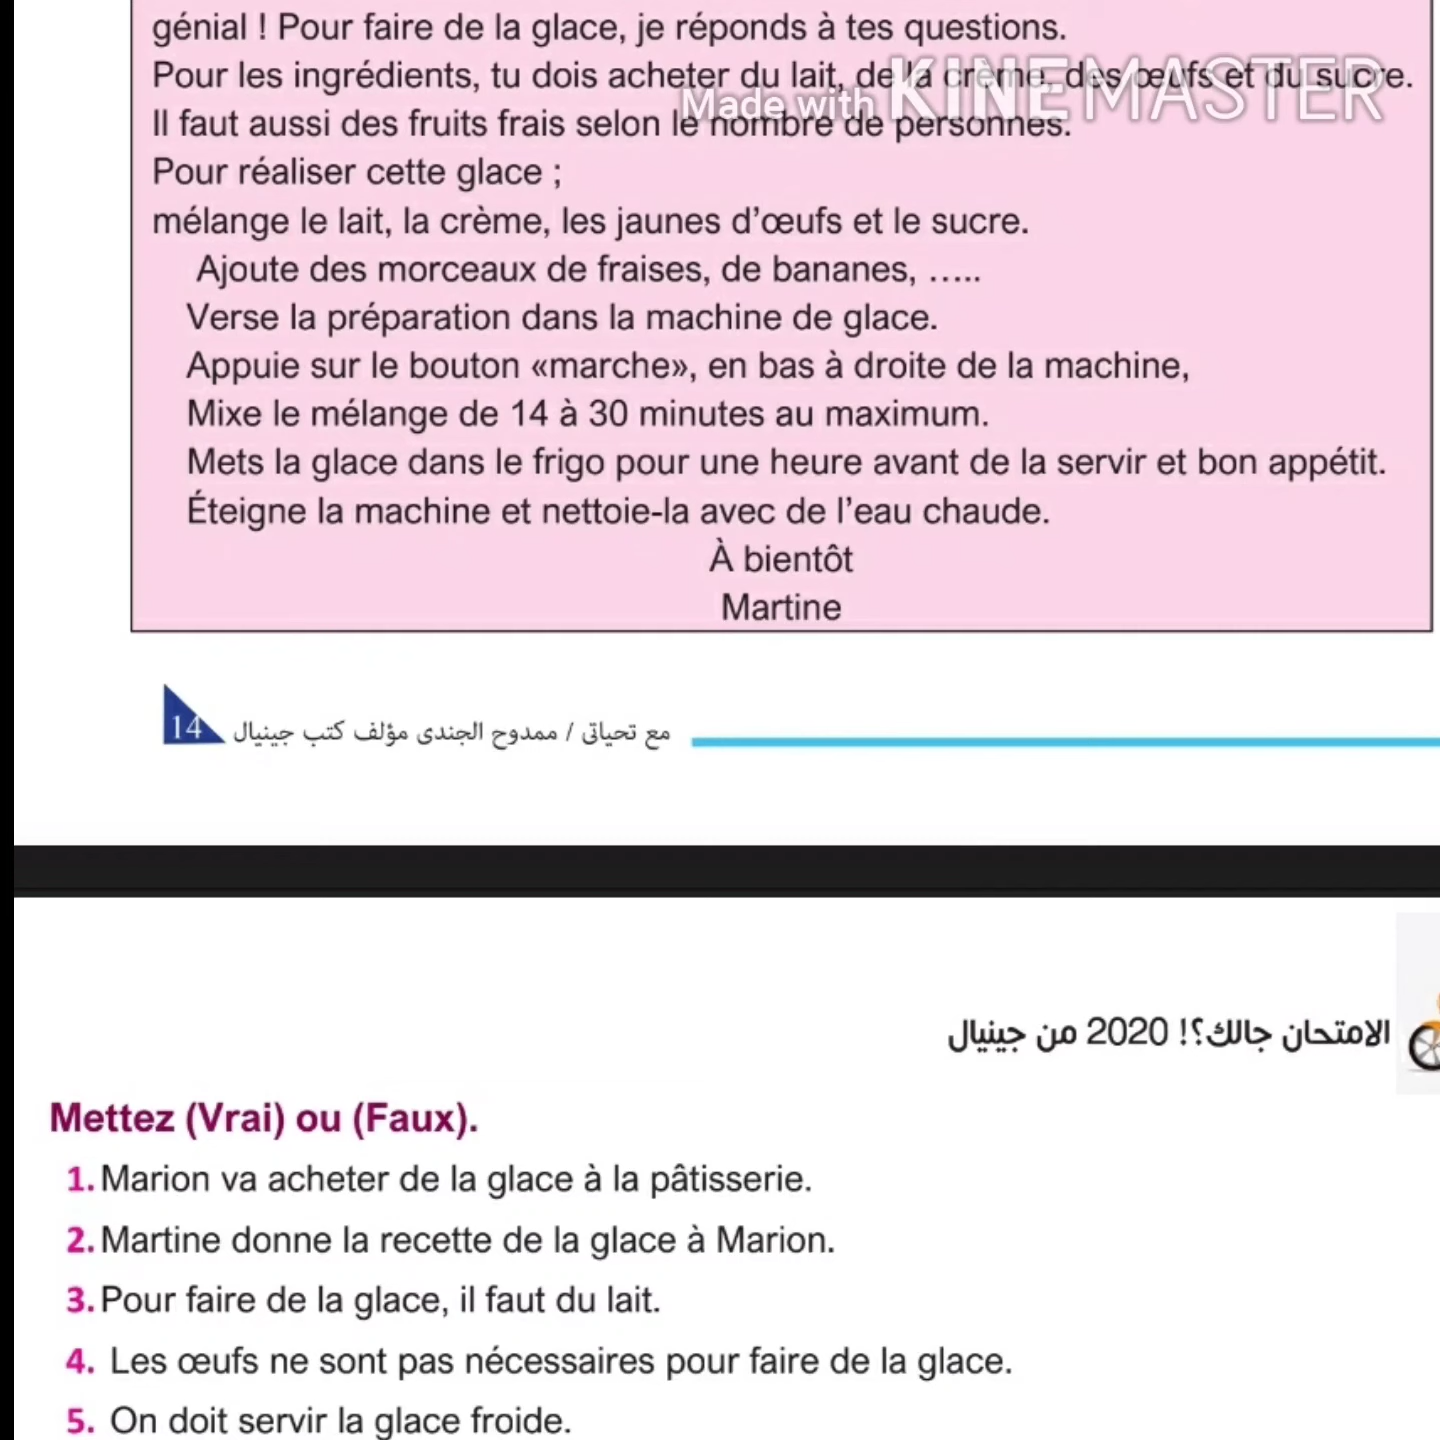 génial ! Pour faire de la glace, je réponds à tes questions.
Pour les ingrédients, tu dois acheter du lait, de la crème, des œufs et du sucre.
Made with KINEMASTER
Il faut aussi des fruits frais selon le nombre de personnes.
Pour réaliser cette glace ;
mélange le lait, la crème, les jaunes d’œufs et le sucre.
Ajoute des morceaux de fraises, de bananes, …..
Verse la préparation dans la machine de glace.
Appuie sur le bouton «marche», en bas à droite de la machine,
Mixe le mélange de 14 à 30 minutes au maximum.
Mets la glace dans le frigo pour une heure avant de la servir et bon appétit.
Éteigne la machine et nettoie-la avec de l’eau chaude.
À bientôt
Martine
14 مع تحياتى / ممدوح الجندى مؤلف كتب جينيال
الامتحان جالك؟! 2020 من جينيال
Mettez (Vrai) ou (Faux).
1. Marion va acheter de la glace à la pâtisserie.
2. Martine donne la recette de la glace à Marion.
3. Pour faire de la glace, il faut du lait.
4. Les œufs ne sont pas nécessaires pour faire de la glace.
5. On doit servir la glace froide.